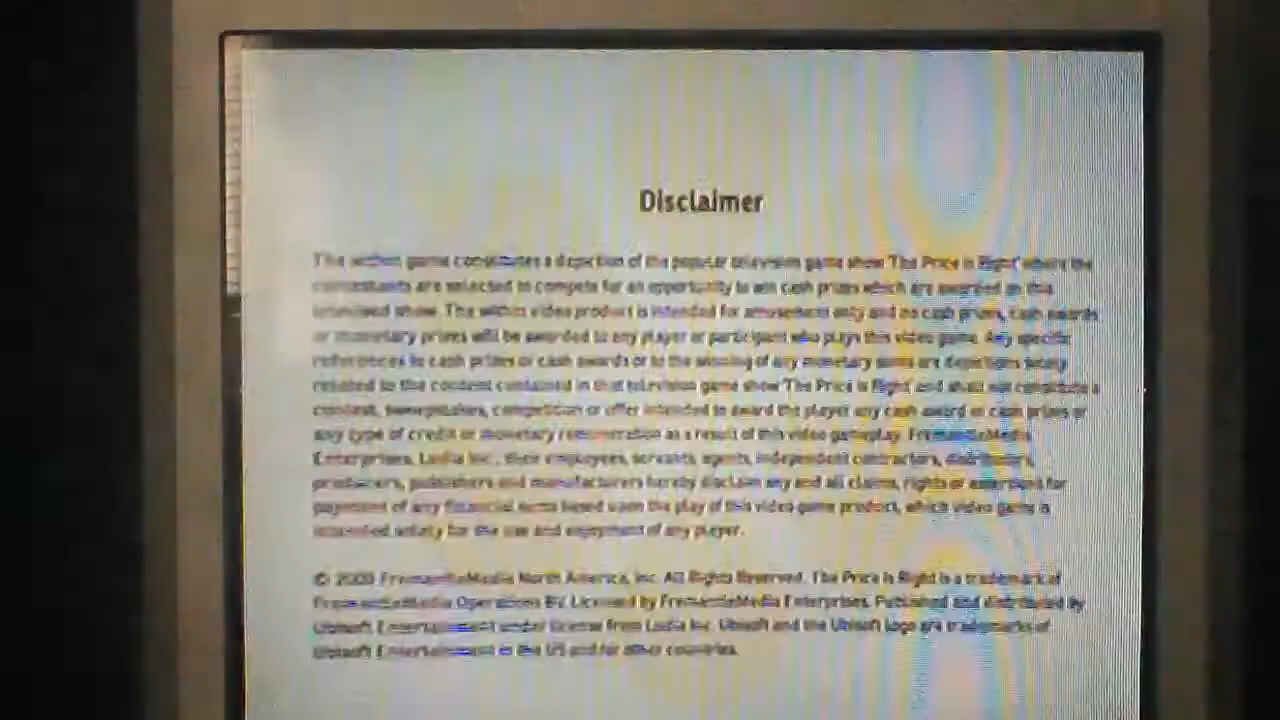 Disclaimer
The within game constitutes a depiction of the popular television game show 'The Price is Right' where the
contestants are selected to compete for an opportunity to win cash prizes which are awarded on this
televised show. The within video product is intended for amusement only and no cash prizes, cash awards
or monetary prizes will be awarded to any player or participant who plays this video game. Any specific
references to cash prizes or cash awards or to the winning of any monetary sums are depictions solely
related to the content contained in that television game show 'The Price is Right' and shall not constitute a
contest, sweepstakes, competition or offer intended to award the player any cash award or cash prizes or
any type of credit or monetary remuneration as a result of this video gameplay. FremantleMedia
Enterprises, Ludia Inc., their employees, servants, agents, independent contractors, distributors,
producers, publishers and manufacturers hereby disclaim any and all claims, rights or assertions for
payment of any financial sums based upon the play of this video game product, which video game is
intended solely for the use and enjoyment of any player.
© FremantleMedia North America, Inc. All Rights Reserved. The Price Is Right is a trademark of
FremantleMedia Operations BV. Licensed by FremantleMedia Enterprises. Published and distributed by
Ubisoft Entertainment under license from Ludia Inc. Ubisoft and the Ubisoft logo are trademarks of
Ubisoft Entertainment in the US and/or other countries.